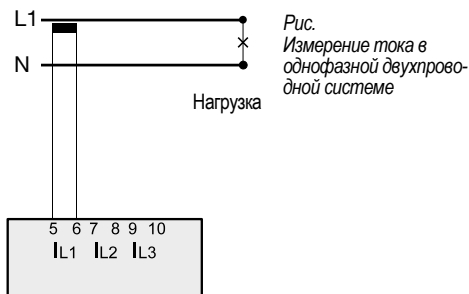 L1
N
Нагрузка
Рис.
Измерение тока в
однофазной двухпрово-
дной системе
5 6 7 8 9 10
IL1 IL2 IL3